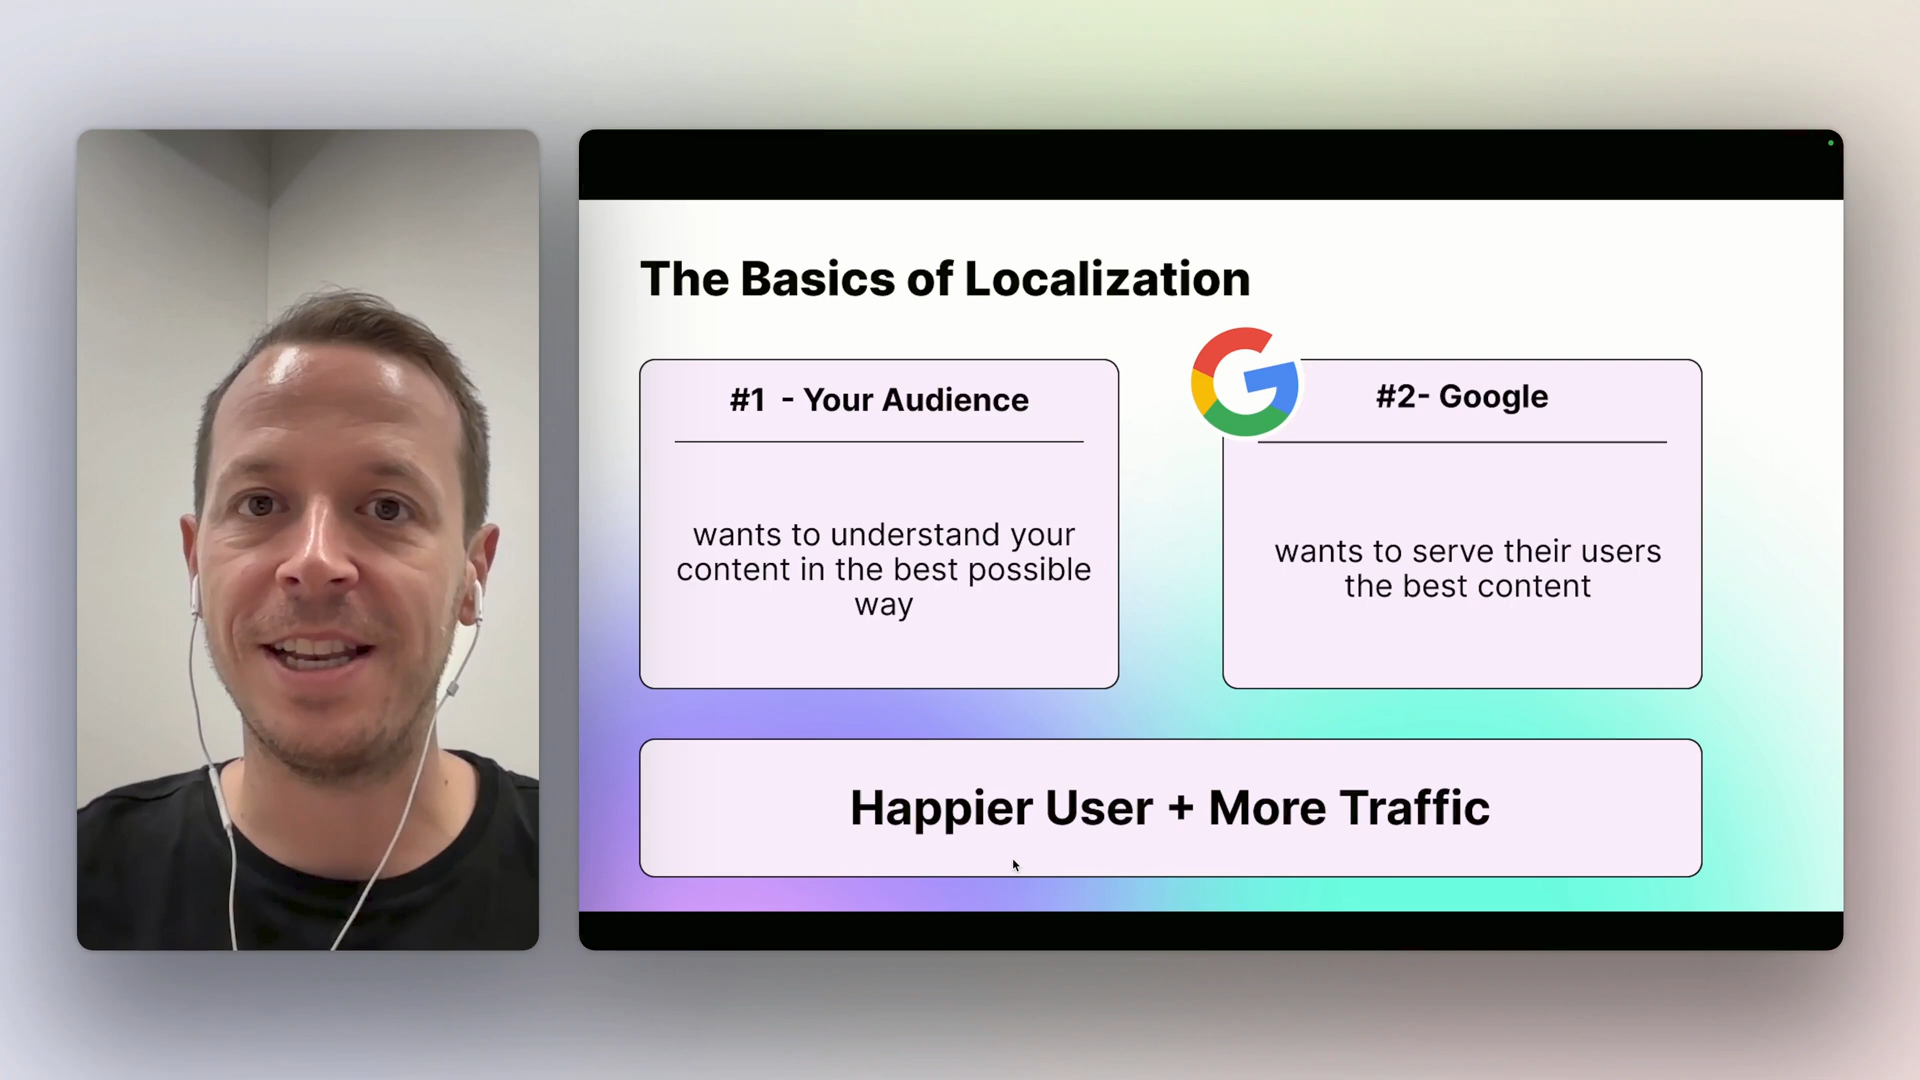 The Basics of Localization
#1 - Your Audience
wants to understand your
content in the best possible
way
#2- Google
wants to serve their users
the best content
Happier User + More Traffic